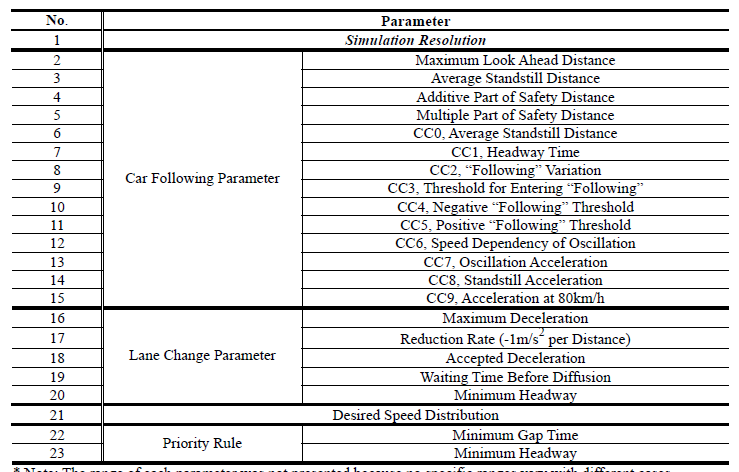 No. Parameter
1 Simulation Resolution
2 Maximum Look Ahead Distance
3 Average Standstill Distance
4 Additive Part of Safety Distance
5 Multiple Part of Safety Distance
6 CC0, Average Standstill Distance
7 CC1, Headway Time
8 CC2, “Following” Variation
Car Following Parameter
9 CC3, Threshold for Entering “Following”
10 CC4, Negative “Following” Threshold
11 CC5, Positive “Following” Threshold
12 CC6, Speed Dependency of Oscillation
13 CC7, Oscillation Acceleration
14 CC8, Standstill Acceleration
15 CC9, Acceleration at 80km/h
16 Maximum Deceleration
17 Reduction Rate (-1m/s² per Distance)
18 Lane Change Parameter Accepted Deceleration
19 Waiting Time Before Diffusion
20 Minimum Headway
21 Desired Speed Distribution
22 Minimum Gap Time
Priority Rule
23 Minimum Headway
* Note: The range of each parameter was not presented because no specific ranges vary with different cases